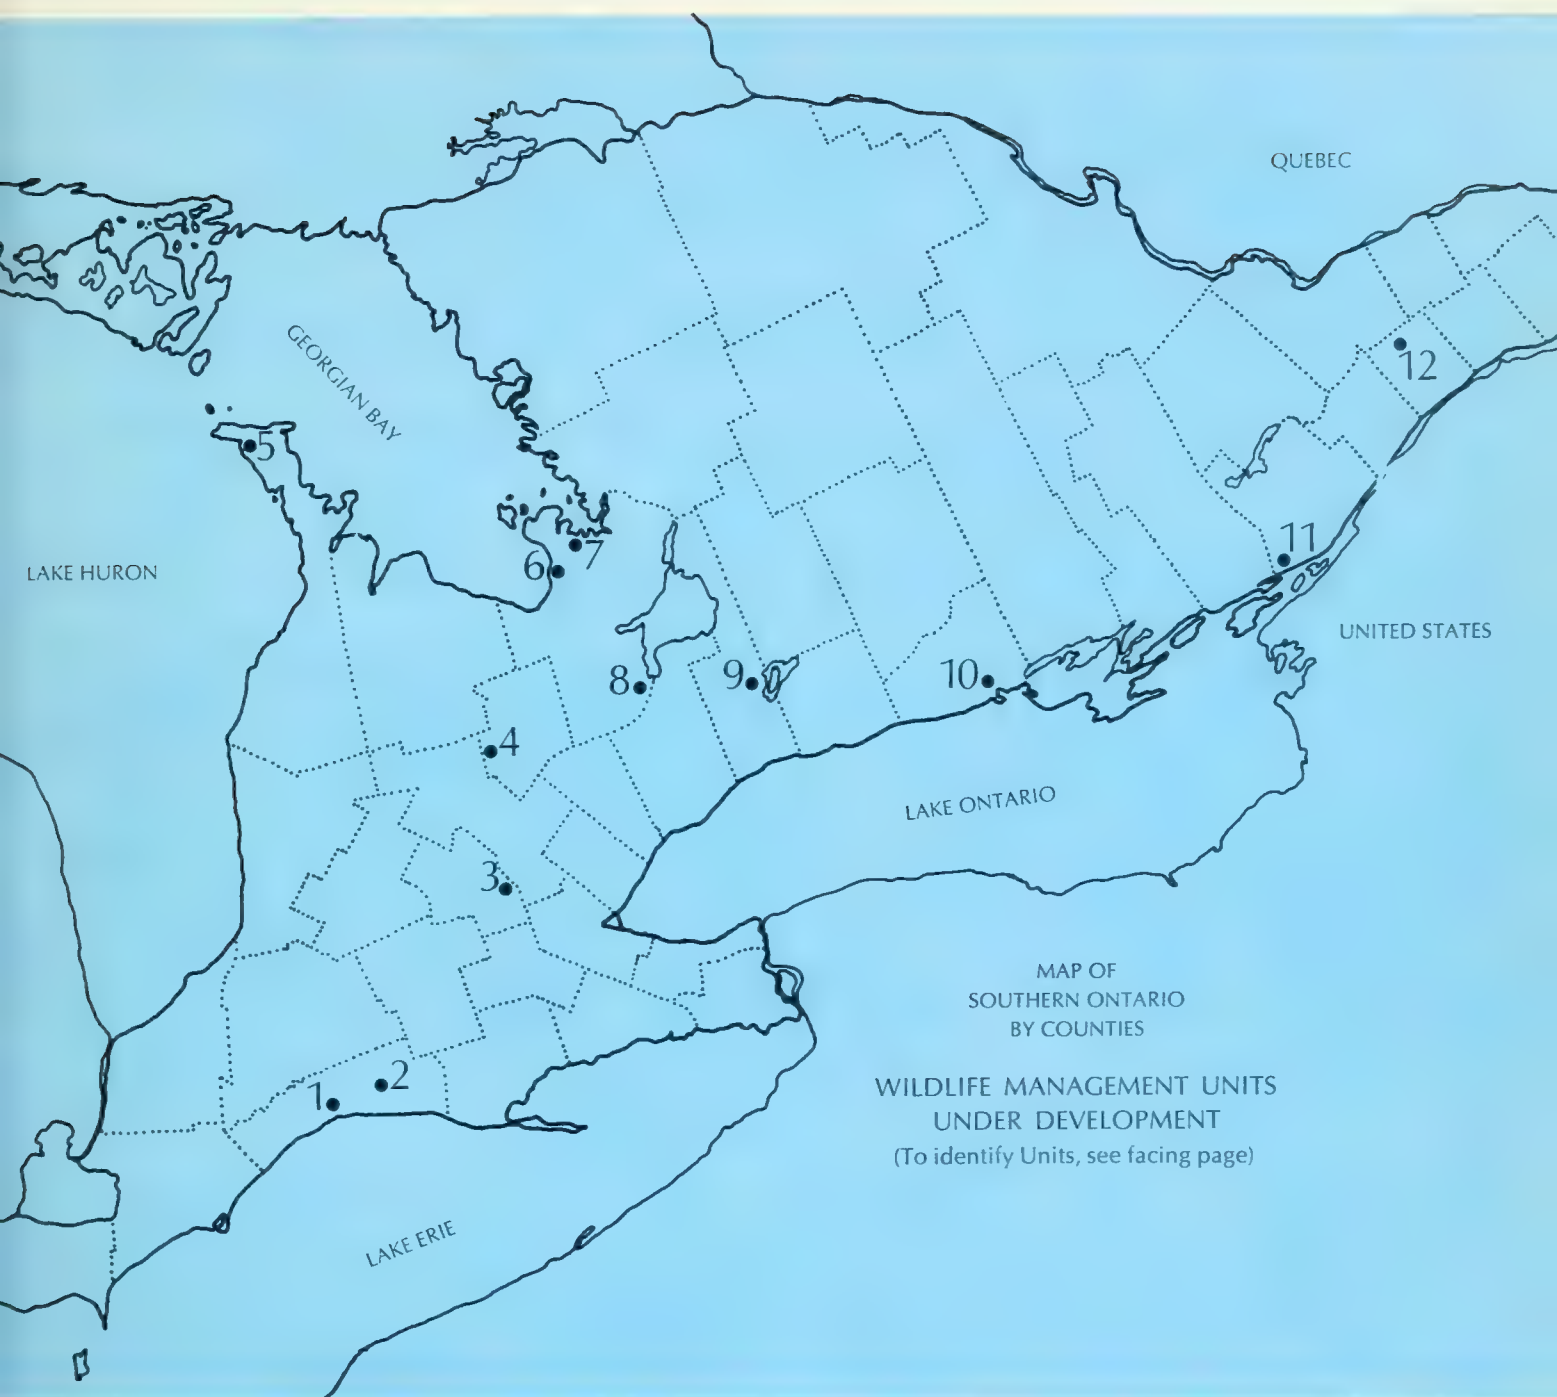 QUEBEC
GEORGIAN BAY
12
5
LAKE HURON
7
6
11
UNITED STATES
8
9
10
4
LAKE ONTARIO
3
MAP OF
SOUTHERN ONTARIO
BY COUNTIES
WILDLIFE MANAGEMENT UNITS
UNDER DEVELOPMENT
(To identify Units, see facing page)
2
1
LAKE ERIE